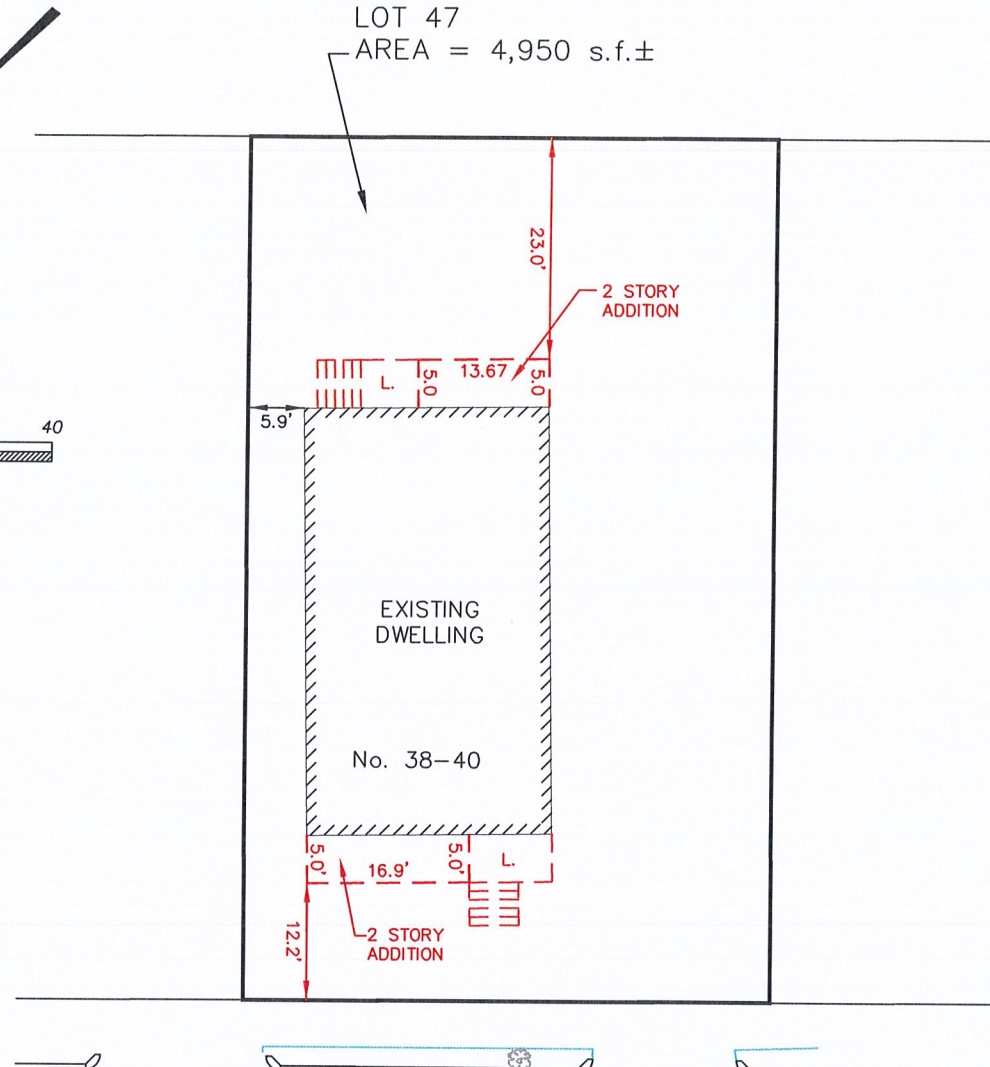 LOT 47
AREA = 4,950 s.f.±
23.0'
2 STORY
ADDITION
L.
5.0
13.67
5.0
5.9'
40
EXISTING
DWELLING
No. 38-40
5.0'
16.9'
5.0'
L.
12.2'
2 STORY
ADDITION